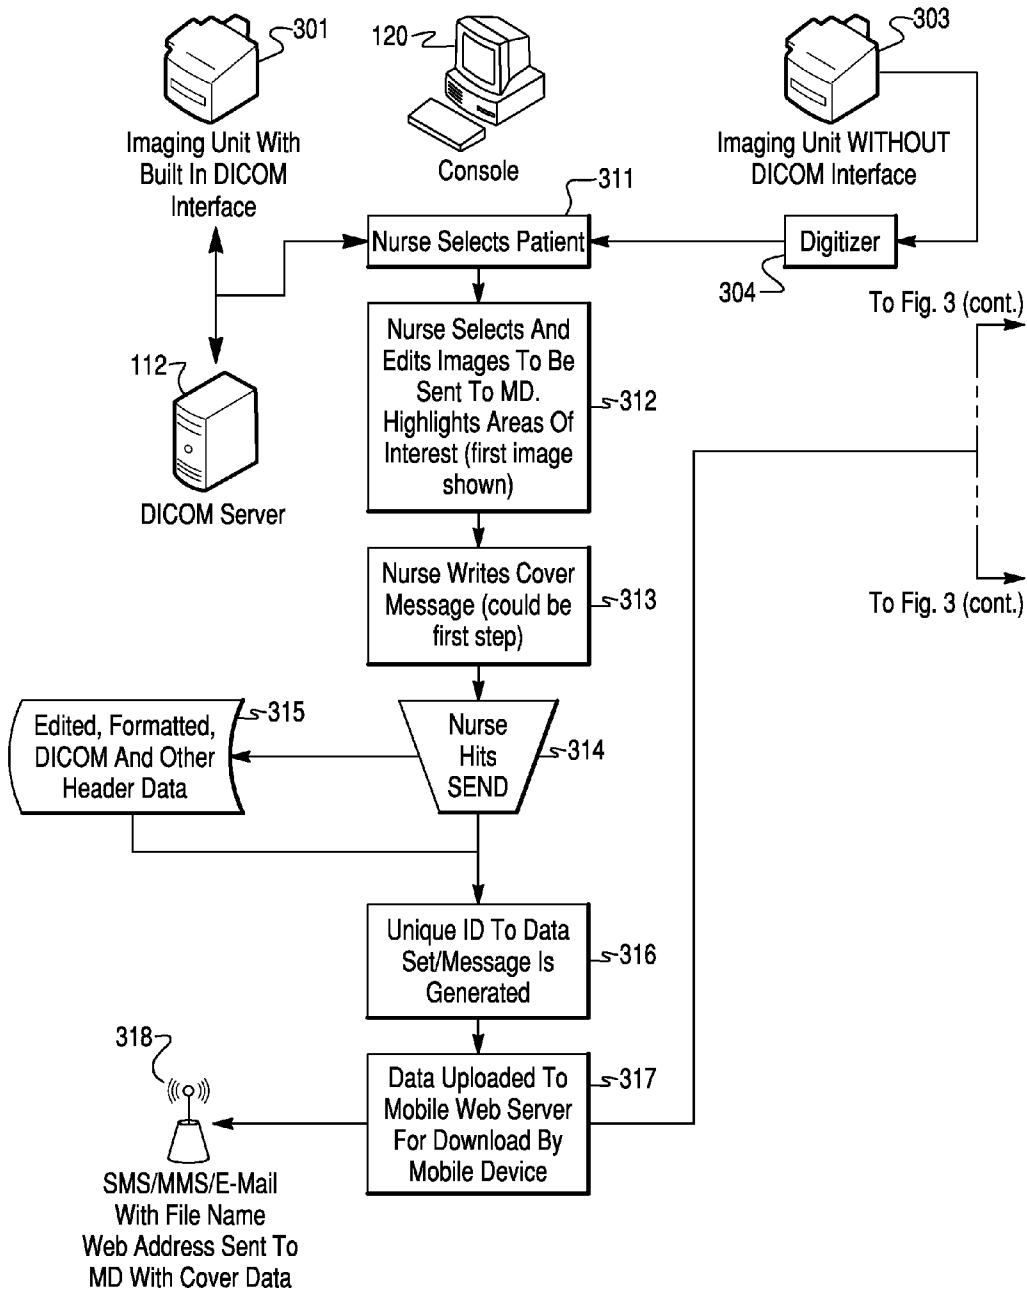 301
Imaging Unit With
Built In DICOM
Interface
120
Console
303
Imaging Unit WITHOUT
DICOM Interface
311
Nurse Selects Patient
Digitizer
304
To Fig. 3 (cont.)
112
DICOM Server
Nurse Selects And
Edits Images To Be
Sent To MD.
Highlights Areas Of
Interest (first image
shown)
312
Nurse Writes Cover
Message (could be
first step)
313
To Fig. 3 (cont.)
Edited, Formatted,
DICOM And Other
Header Data
315
Nurse
Hits
SEND
314
Unique ID To Data
Set/Message Is
Generated
316
318
SMS/MMS/E-Mail
With File Name
Web Address Sent To
MD With Cover Data
Data Uploaded To
Mobile Web Server
For Download By
Mobile Device
317